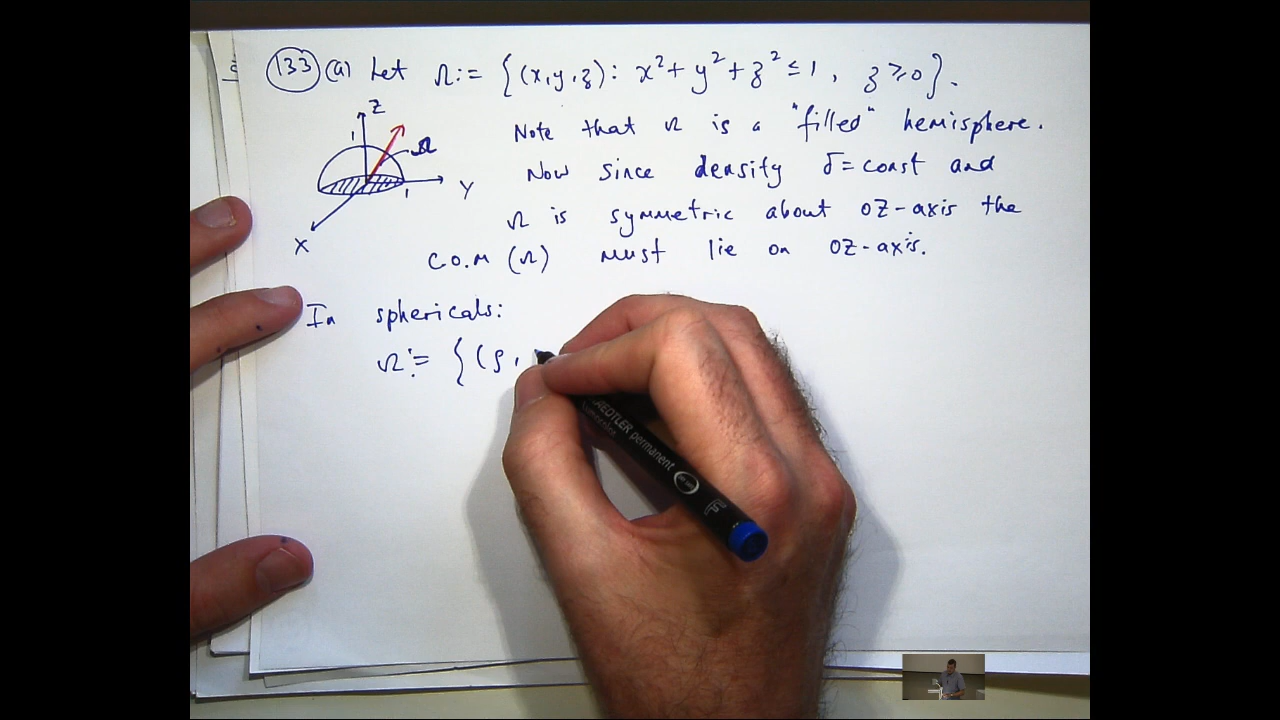 133 (a) Let Ω := {(x,y,z): x²+y²+z² ≤ 1, z ≥ 0}.
Note that Ω is a "filled" hemisphere.
Now since density δ=const and
Ω is symmetric about OZ-axis the
C.O.M (Ω) must lie on OZ-axis.
Z
1
Ω
Y
1
X
In sphericals:
Ω := {(ρ,
STAEDTLER permanent
F